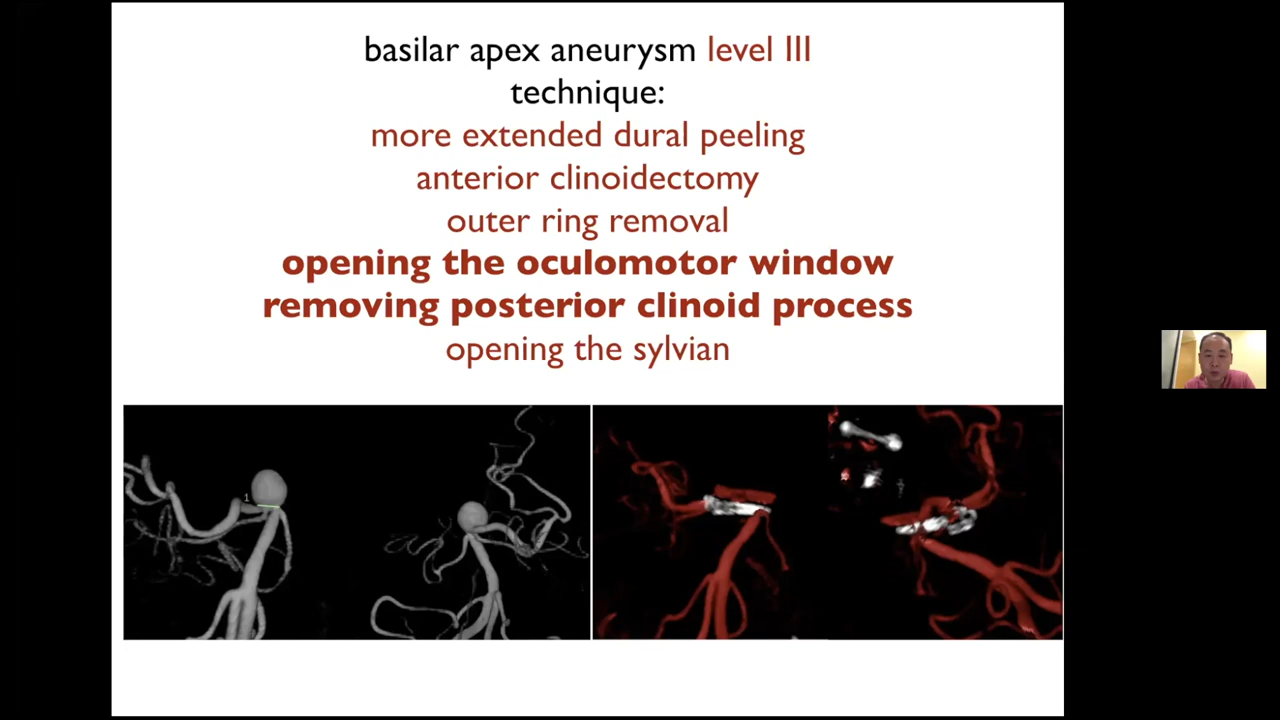 basilar apex aneurysm level III
technique:
more extended dural peeling
anterior clinoidectomy
outer ring removal
opening the oculomotor window
removing posterior clinoid process
opening the sylvian
1